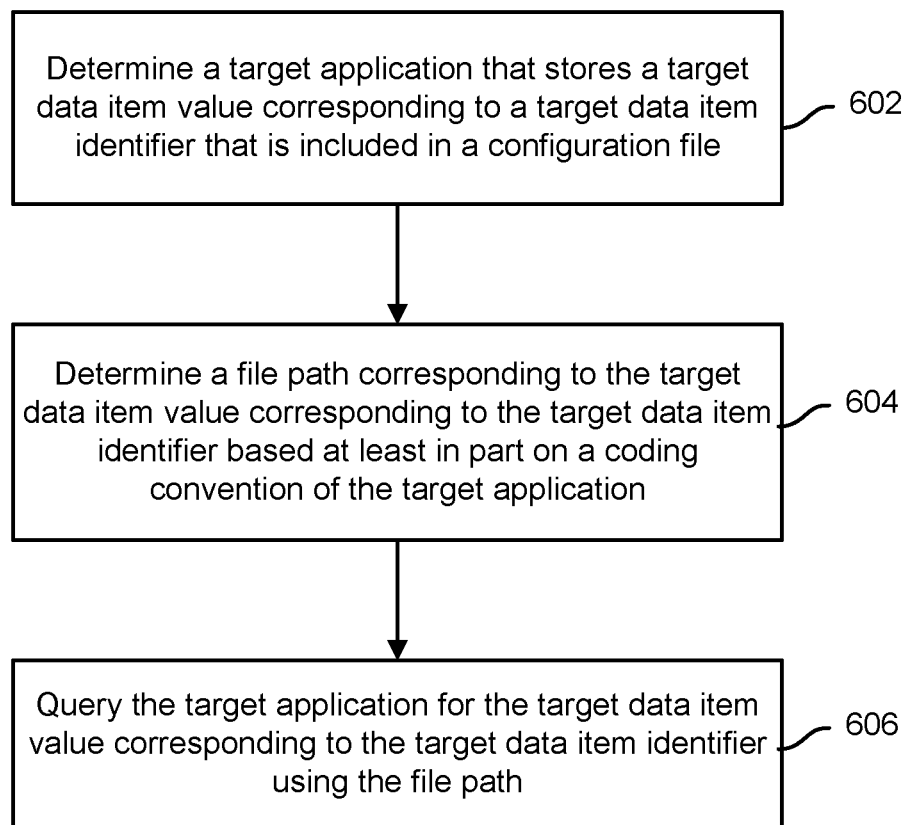 Determine a target application that stores a target
data item value corresponding to a target data item
identifier that is included in a configuration file
602
Determine a file path corresponding to the target
data item value corresponding to the target data item
identifier based at least in part on a coding
convention of the target application
604
Query the target application for the target data item
value corresponding to the target data item identifier
using the file path
606